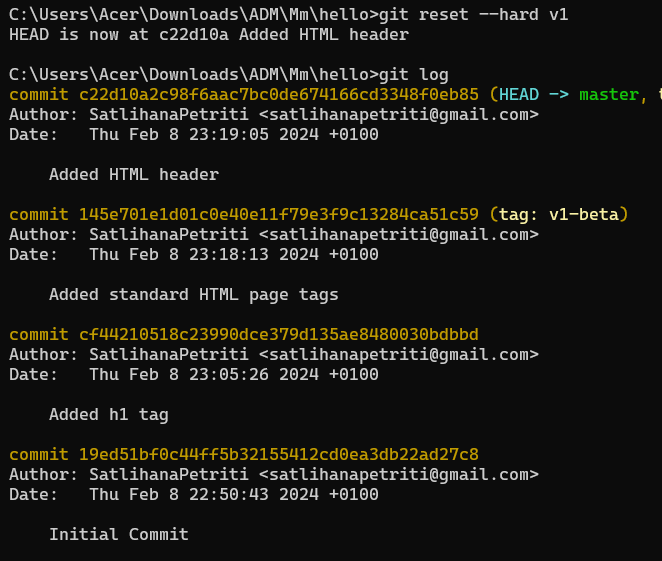 C:\Users\Acer\Downloads\ADM\Mm\hello>git reset --hard v1
HEAD is now at c22d10a Added HTML header
C:\Users\Acer\Downloads\ADM\Mm\hello>git log
commit c22d10a2c98f6aac7bc0de674166cd3348f0eb85 (HEAD -> master,
Author: SatlihanaPetriti <satlihanapetriti@gmail.com>
Date:   Thu Feb 8 23:19:05 2024 +0100
    Added HTML header
commit 145e701e1d01c0e40e11f79e3f9c13284ca51c59 (tag: v1-beta)
Author: SatlihanaPetriti <satlihanapetriti@gmail.com>
Date:   Thu Feb 8 23:18:13 2024 +0100
    Added standard HTML page tags
commit cf44210518c23990dce379d135ae8480030bdbbd
Author: SatlihanaPetriti <satlihanapetriti@gmail.com>
Date:   Thu Feb 8 23:05:26 2024 +0100
    Added h1 tag
commit 19ed51bf0c44ff5b32155412cd0ea3db22ad27c8
Author: SatlihanaPetriti <satlihanapetriti@gmail.com>
Date:   Thu Feb 8 22:50:43 2024 +0100
    Initial Commit